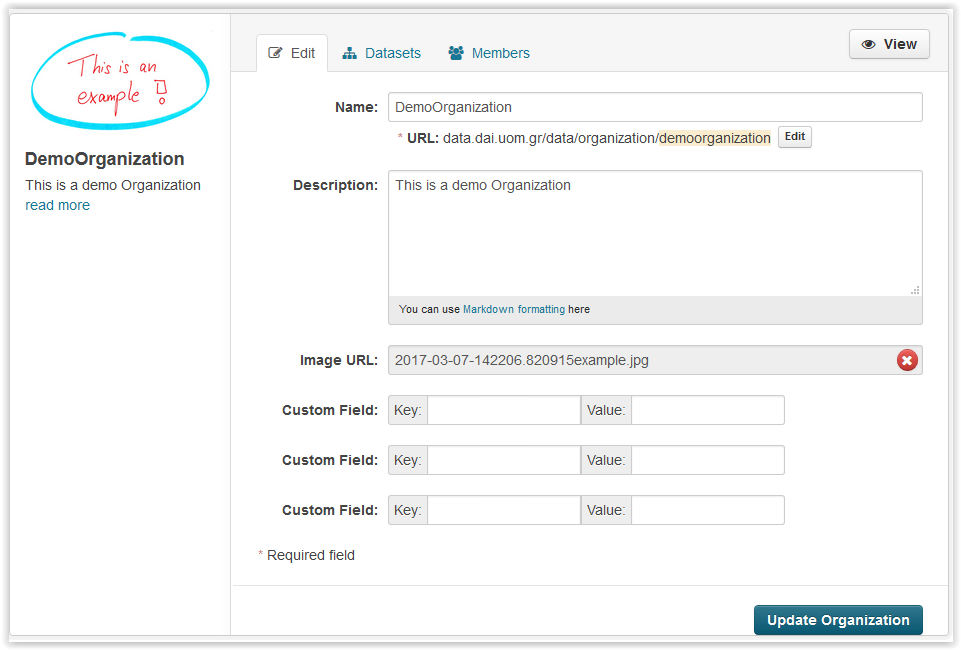 This is an
example !
DemoOrganization
This is a demo Organization
read more
Edit Datasets Members
View
Name: DemoOrganization
* URL: data.dai.uom.gr/data/organization/demoorganization Edit
Description: This is a demo Organization
You can use Markdown formatting here
Image URL: 2017-03-07-142206.820915example.jpg
Custom Field: Key: Value:
Custom Field: Key: Value:
Custom Field: Key: Value:
* Required field
Update Organization